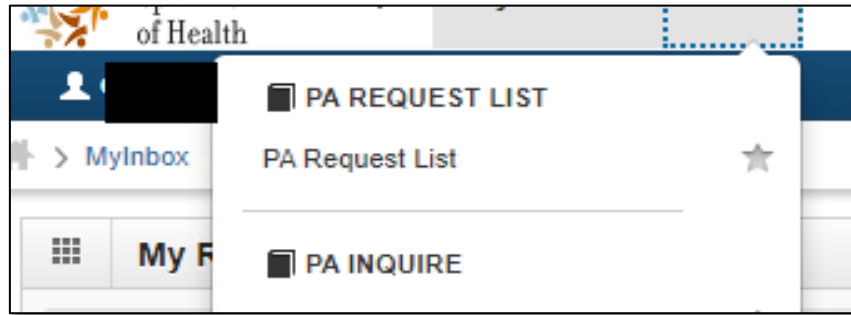 of Health
PA REQUEST LIST
> MyInbox
PA Request List
My R
PA INQUIRE